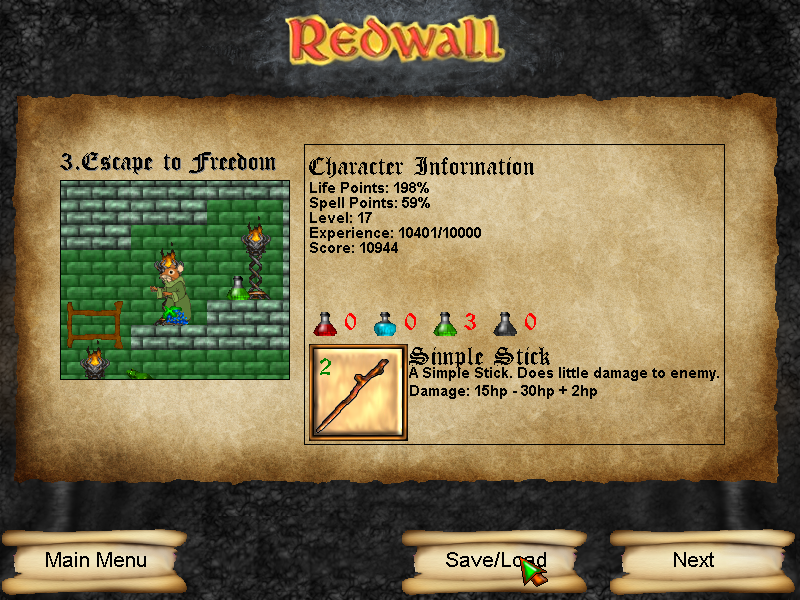 Redwall
3.Escape to Freedom
Character Information
Life Points: 198%
Spell Points: 59%
Level: 17
Experience: 10401/10000
Score: 10944
0 0 3 0
2
Simple Stick
A Simple Stick. Does little damage to enemy.
Damage: 15hp - 30hp + 2hp
Main Menu
Save/Load
Next